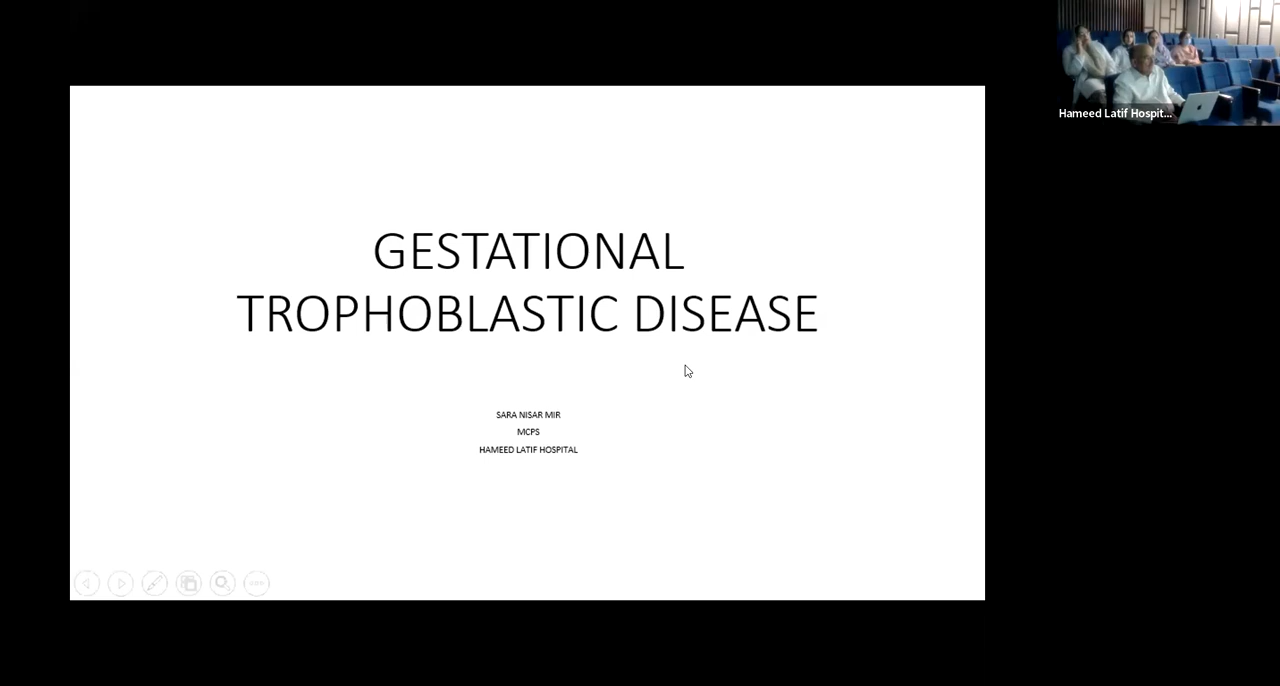 GESTATIONAL
TROPHOBLASTIC DISEASE
SARA NISAR MIR
MCPS
HAMEED LATIF HOSPITAL
Hameed Latif Hospit...